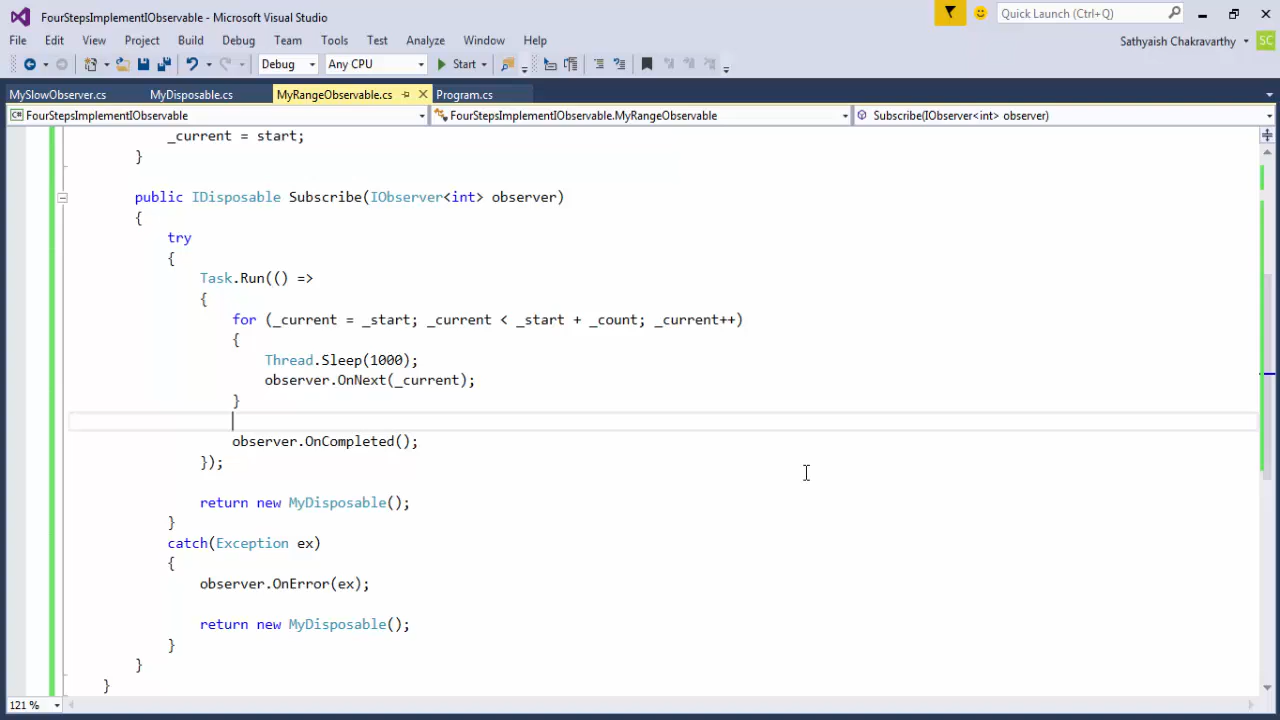 FourStepsImplementIObservable - Microsoft Visual Studio
Quick Launch (Ctrl+Q)
File Edit View Project Build Debug Team Tools Test Analyze Window Help
Sathyaish Chakravarthy SC
Debug Any CPU Start
MySlowObserver.cs MyDisposable.cs MyRangeObservable.cs Program.cs
C# FourStepsImplementIObservable FourStepsImplementIObservable.MyRangeObservable Subscribe(IObserver<int> observer)
_current = start;
}
public IDisposable Subscribe(IObserver<int> observer)
{
try
{
Task.Run(() =>
{
for (_current = _start; _current < _start + _count; _current++)
{
Thread.Sleep(1000);
observer.OnNext(_current);
}
observer.OnCompleted();
});
return new MyDisposable();
}
catch(Exception ex)
{
observer.OnError(ex);
return new MyDisposable();
}
}
}
121 %